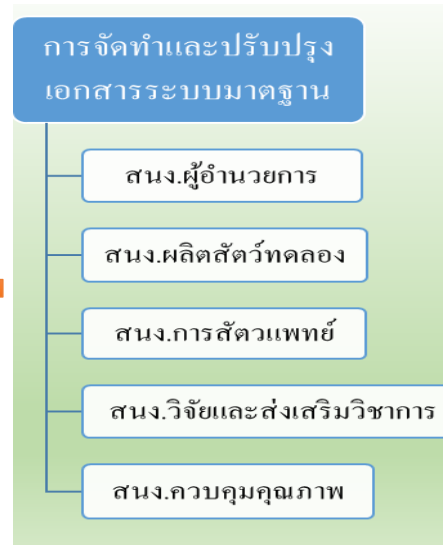 การจัดทำและปรับปรุง
เอกสารระบบมาตฐาน
สนง.ผู้อำนวยการ
สนง.ผลิตสัตว์ทดลอง
สนง.การสัตวแพทย์
สนง.วิจัยและส่งเสริมวิชาการ
สนง.ควบคุมคุณภาพ